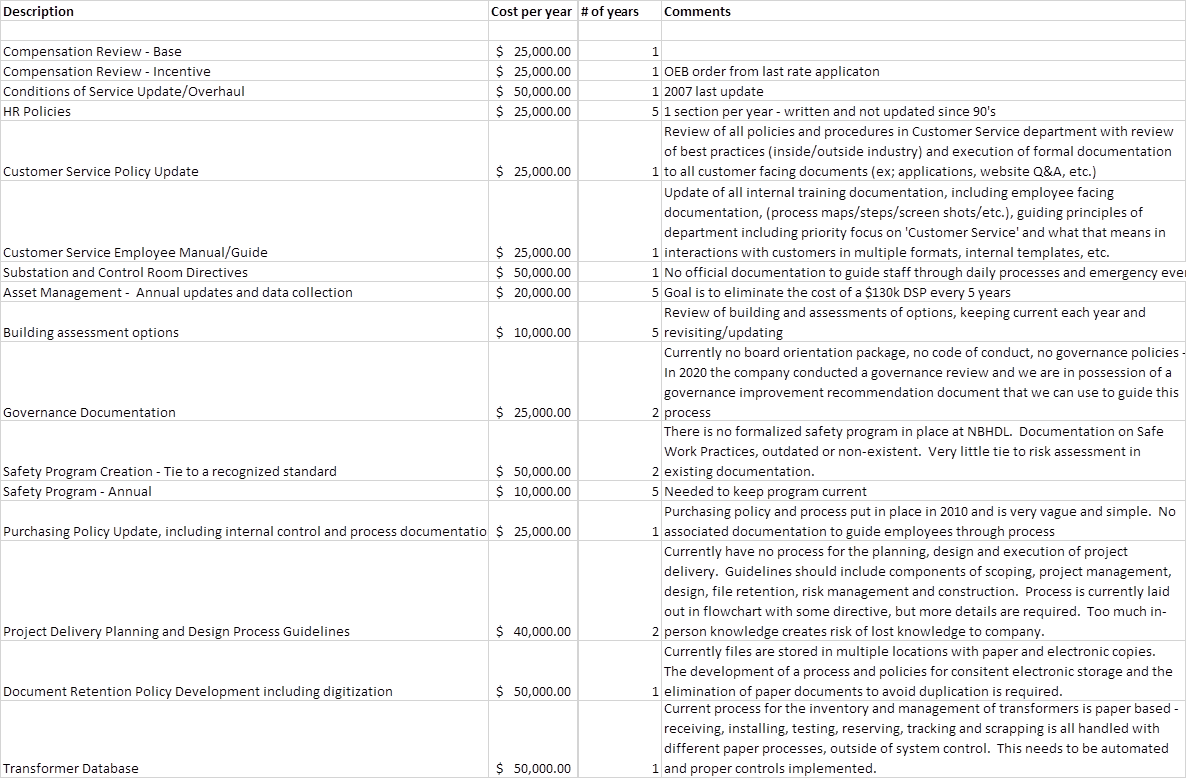 Description Cost per year # of years Comments
Compensation Review - Base $ 25,000.00 1
Compensation Review - Incentive $ 25,000.00 1 OEB order from last rate applicaton
Conditions of Service Update/Overhaul $ 50,000.00 1 2007 last update
HR Policies $ 25,000.00 5 1 section per year - written and not updated since 90's
Review of all policies and procedures in Customer Service department with review
of best practices (inside/outside industry) and execution of formal documentation
Customer Service Policy Update $ 25,000.00 1 to all customer facing documents (ex; applications, website Q&A, etc.)
Update of all internal training documentation, including employee facing
documentation, (process maps/steps/screen shots/etc.), guiding principles of
department including priority focus on 'Customer Service' and what that means in
Customer Service Employee Manual/Guide $ 25,000.00 1 interactions with customers in multiple formats, internal templates, etc.
Substation and Control Room Directives $ 50,000.00 1 No official documentation to guide staff through daily processes and emergency eve
Asset Management - Annual updates and data collection $ 20,000.00 5 Goal is to eliminate the cost of a $130k DSP every 5 years
Review of building and assessments of options, keeping current each year and
Building assessment options $ 10,000.00 5 revisiting/updating
Currently no board orientation package, no code of conduct, no governance policies -
In 2020 the company conducted a governance review and we are in possession of a
governance improvement recommendation document that we can use to guide this
Governance Documentation $ 25,000.00 2 process
There is no formalized safety program in place at NBHDL. Documentation on Safe
Work Practices, outdated or non-existent. Very little tie to risk assessment in
Safety Program Creation - Tie to a recognized standard $ 50,000.00 2 existing documentation.
Safety Program - Annual $ 10,000.00 5 Needed to keep program current
Purchasing policy and process put in place in 2010 and is very vague and simple. No
Purchasing Policy Update, including internal control and process documentatio $ 25,000.00 1 associated documentation to guide employees through process
Currently have no process for the planning, design and execution of project
delivery. Guidelines should include components of scoping, project management,
design, file retention, risk management and construction. Process is currently laid
out in flowchart with some directive, but more details are required. Too much in-
Project Delivery Planning and Design Process Guidelines $ 40,000.00 2 person knowledge creates risk of lost knowledge to company.
Currently files are stored in multiple locations with paper and electronic copies.
The development of a process and policies for consitent electronic storage and the
Document Retention Policy Development including digitization $ 50,000.00 1 elimination of paper documents to avoid duplication is required.
Current process for the inventory and management of transformers is paper based -
receiving, installing, testing, reserving, tracking and scrapping is all handled with
different paper processes, outside of system control. This needs to be automated
Transformer Database $ 50,000.00 1 and proper controls implemented.